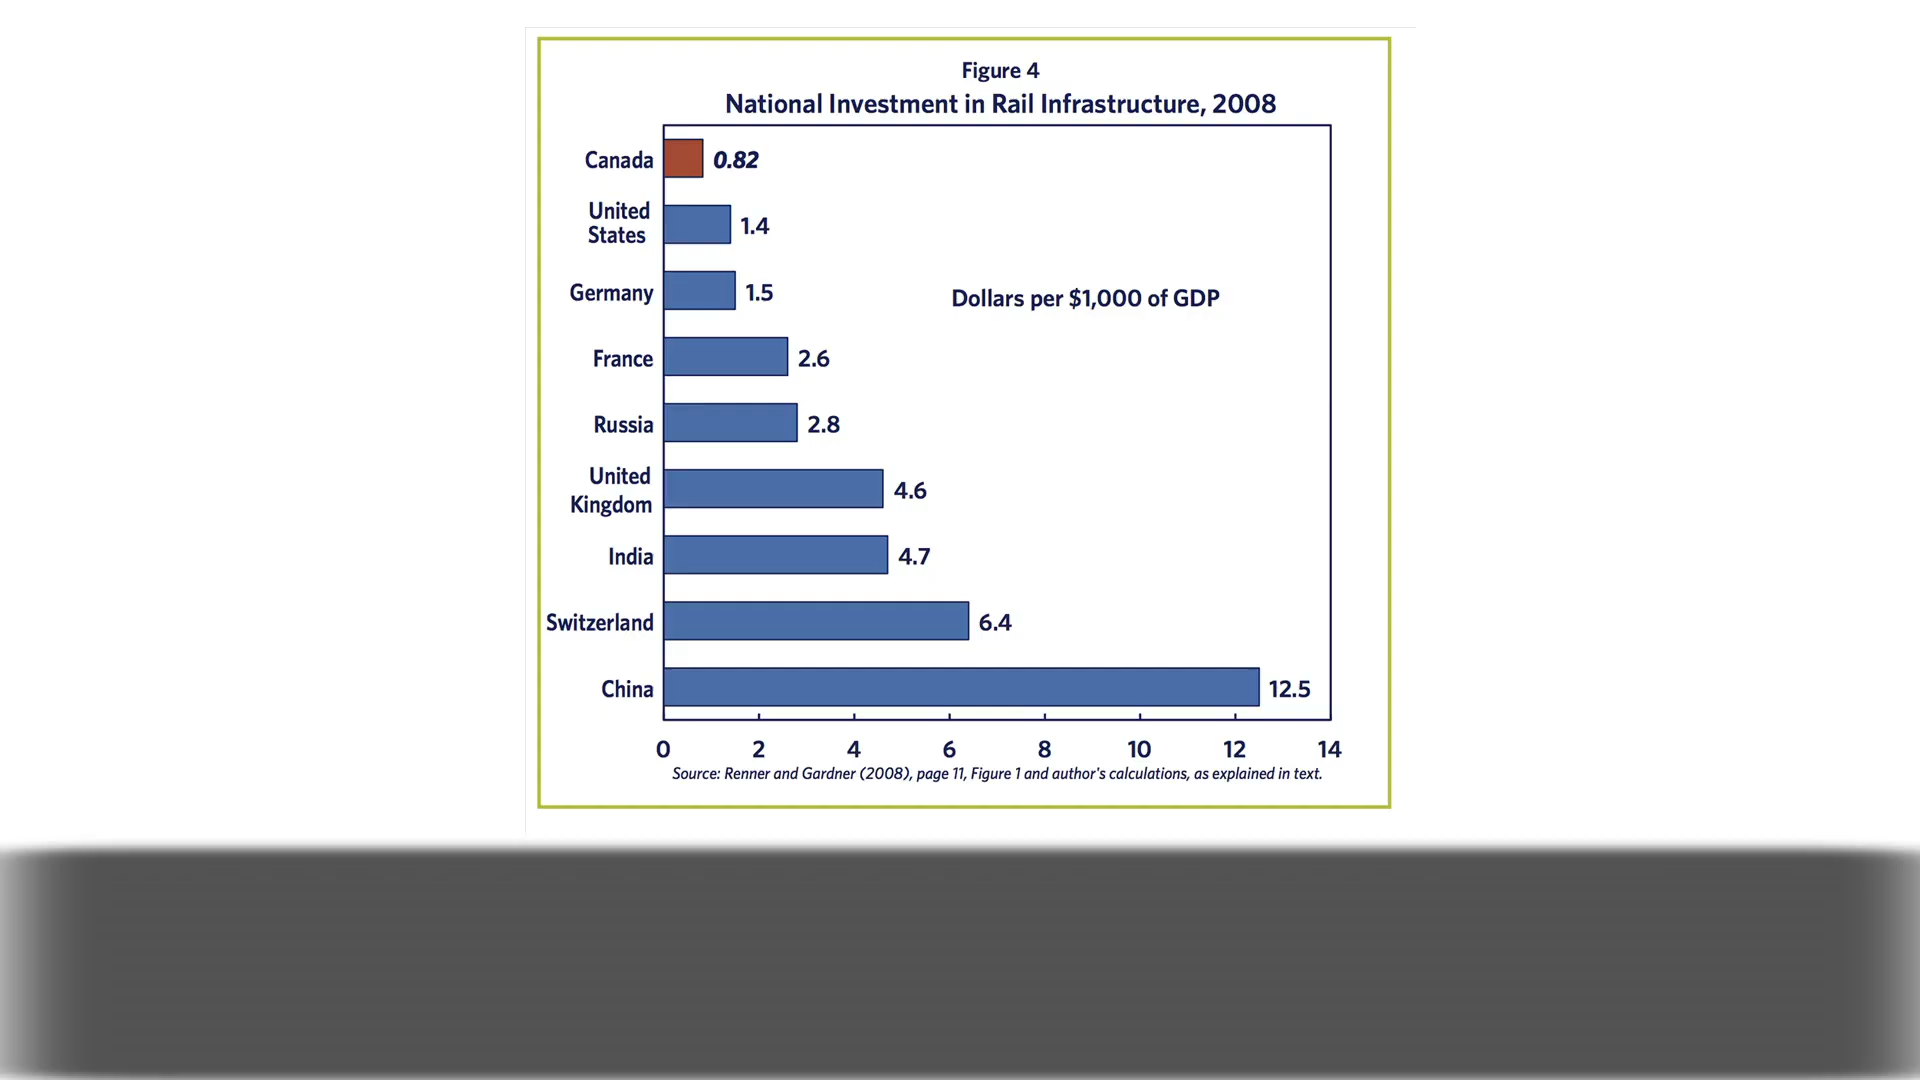 Figure 4
National Investment in Rail Infrastructure, 2008
Canada 0.82
United
States 1.4
Germany 1.5
Dollars per $1,000 of GDP
France 2.6
Russia 2.8
United
Kingdom 4.6
India 4.7
Switzerland 6.4
China 12.5
0 2 4 6 8 10 12 14
Source: Renner and Gardner (2008), page 11, Figure 1 and author's calculations, as explained in text.